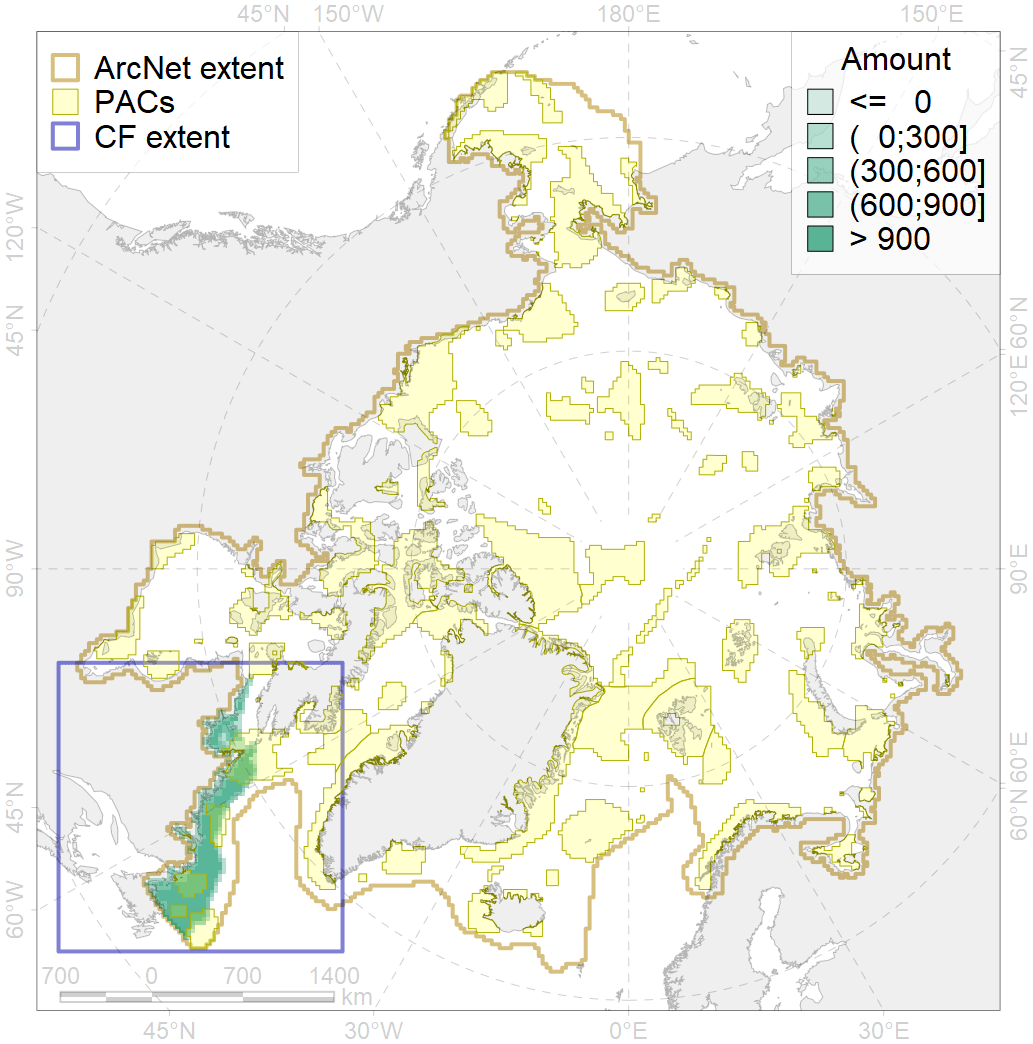 45°N 150°W 180°E 150°E
ArcNet extent
PACs
CF extent
Amount
<= 0
( 0;300]
(300;600]
(600;900]
> 900
45°N
120°W
60°N
45°N
120°E
90°W
90°E
60°E
45°N
60°N
60°W
700 0 700 1400
km
45°N 30°W 0°E 30°E